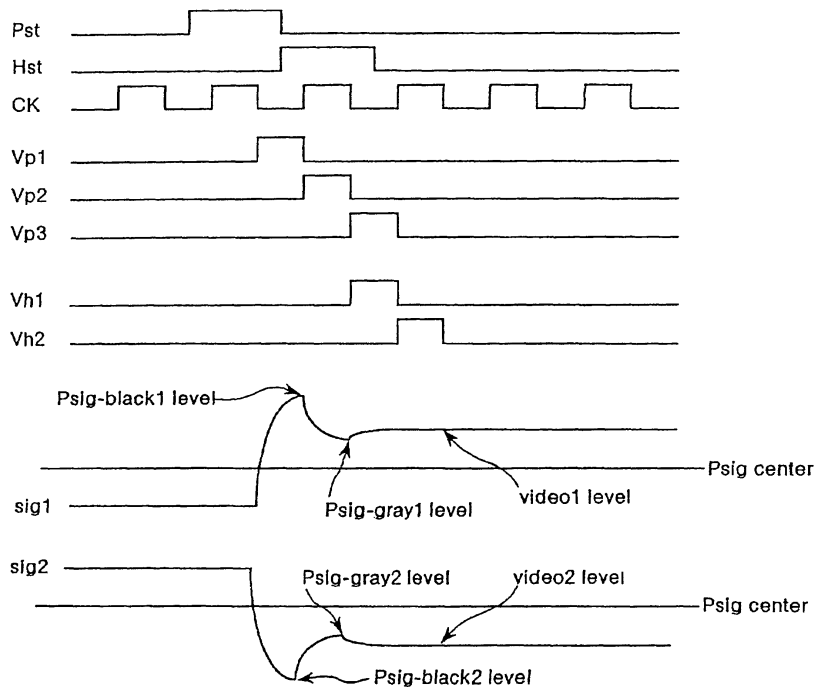 Pst
Hst
CK
Vp1
Vp2
Vp3
Vh1
Vh2
Psig-black1 level
Psig center
video1 level
sig1
Psig-gray1 level
sig2
Psig-gray2 level
video2 level
Psig center
Psig-black2 level